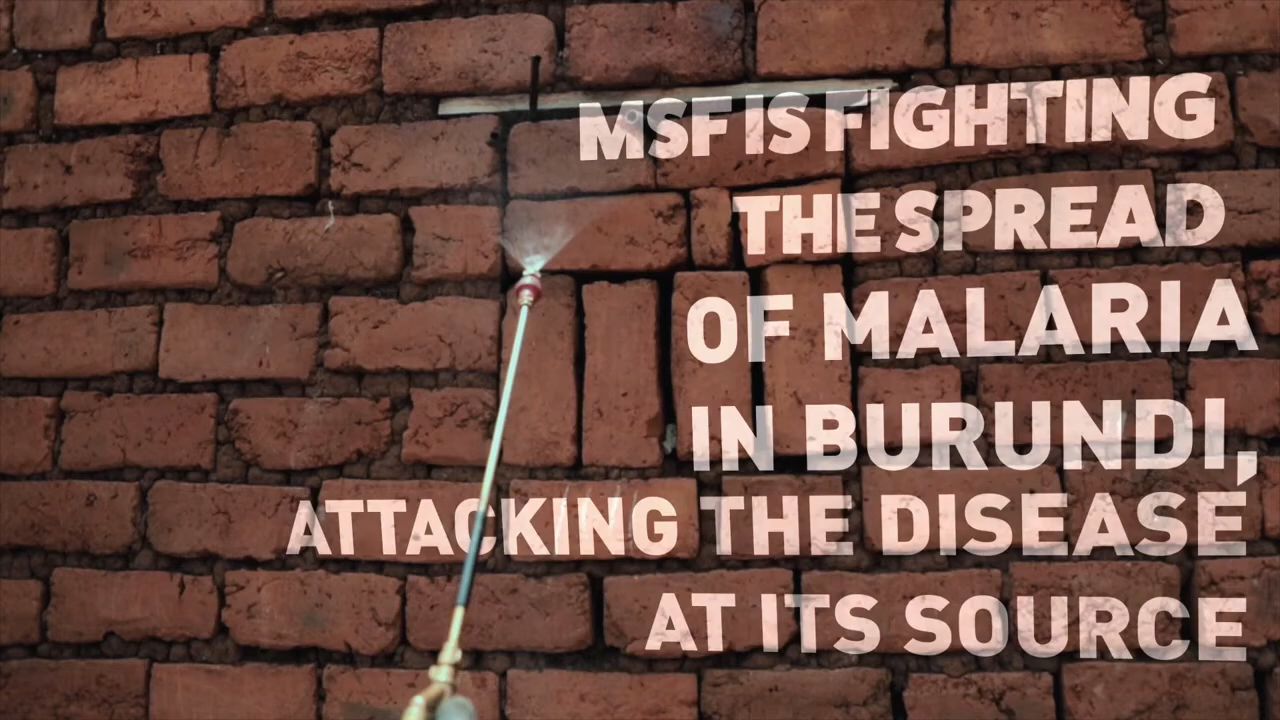 MSF IS FIGHTING
THE SPREAD
OF MALARIA
IN BURUNDI,
ATTACKING THE DISEASE
AT ITS SOURCE